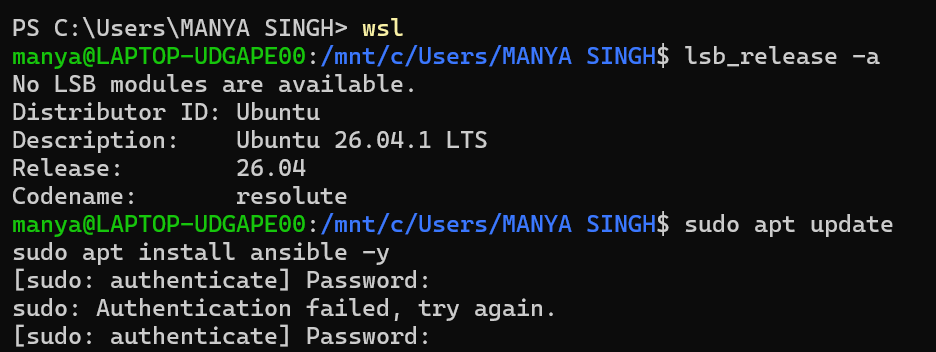 PS C:\Users\MANYA SINGH> wsl
manya@LAPTOP-UDGAPE00:/mnt/c/Users/MANYA SINGH$ lsb_release -a
No LSB modules are available.
Distributor ID: Ubuntu
Description:    Ubuntu 26.04.1 LTS
Release:        26.04
Codename:       resolute
manya@LAPTOP-UDGAPE00:/mnt/c/Users/MANYA SINGH$ sudo apt update
sudo apt install ansible -y
[sudo: authenticate] Password:
sudo: Authentication failed, try again.
[sudo: authenticate] Password: